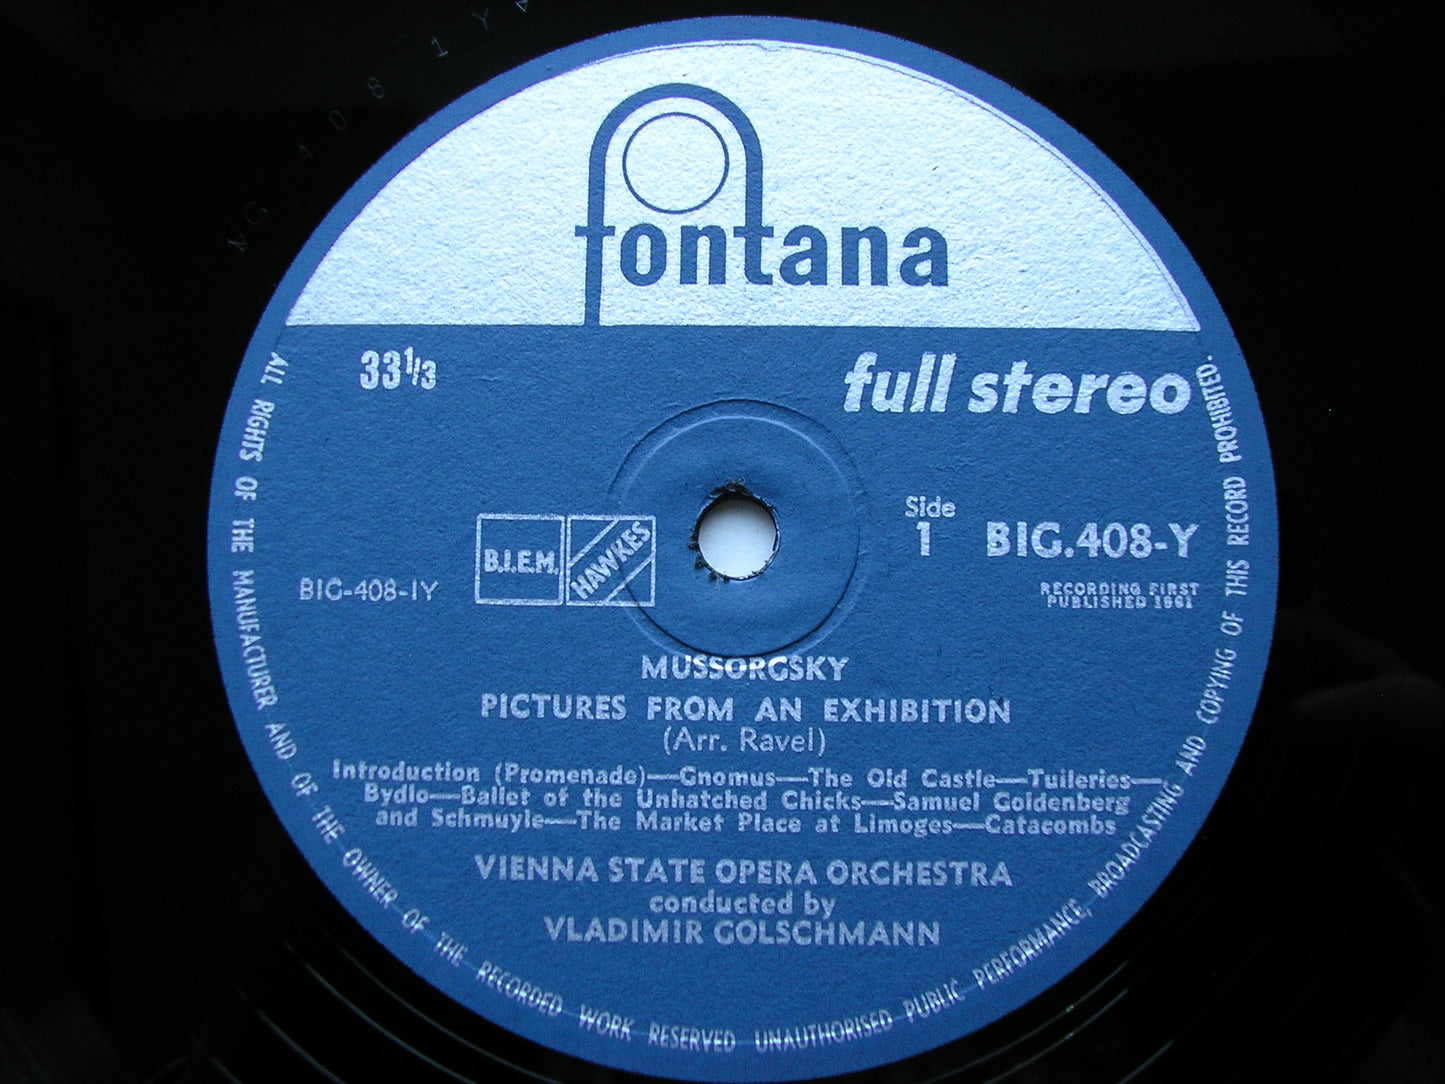 fontana
33 1/3
full stereo
B.I.E.M.
HAWKES
Side
1
BIG.408-Y
BIG-408-1Y
RECORDING FIRST
PUBLISHED 1961
MUSSORGSKY
PICTURES FROM AN EXHIBITION
(Arr. Ravel)
Introduction (Promenade)—Gnomus—The Old Castle—Tuileries—
Bydlo—Ballet of the Unhatched Chicks—Samuel Goldenberg
and Schmuyle—The Market Place at Limoges—Catacombs
VIENNA STATE OPERA ORCHESTRA
conducted by
VLADIMIR GOLSCHMANN
ALL RIGHTS OF THE MANUFACTURER AND OF THE OWNER OF THE RECORDED WORK RESERVED UNAUTHORISED PUBLIC PERFORMANCE, BROADCASTING AND COPYING OF THIS RECORD PROHIBITED.